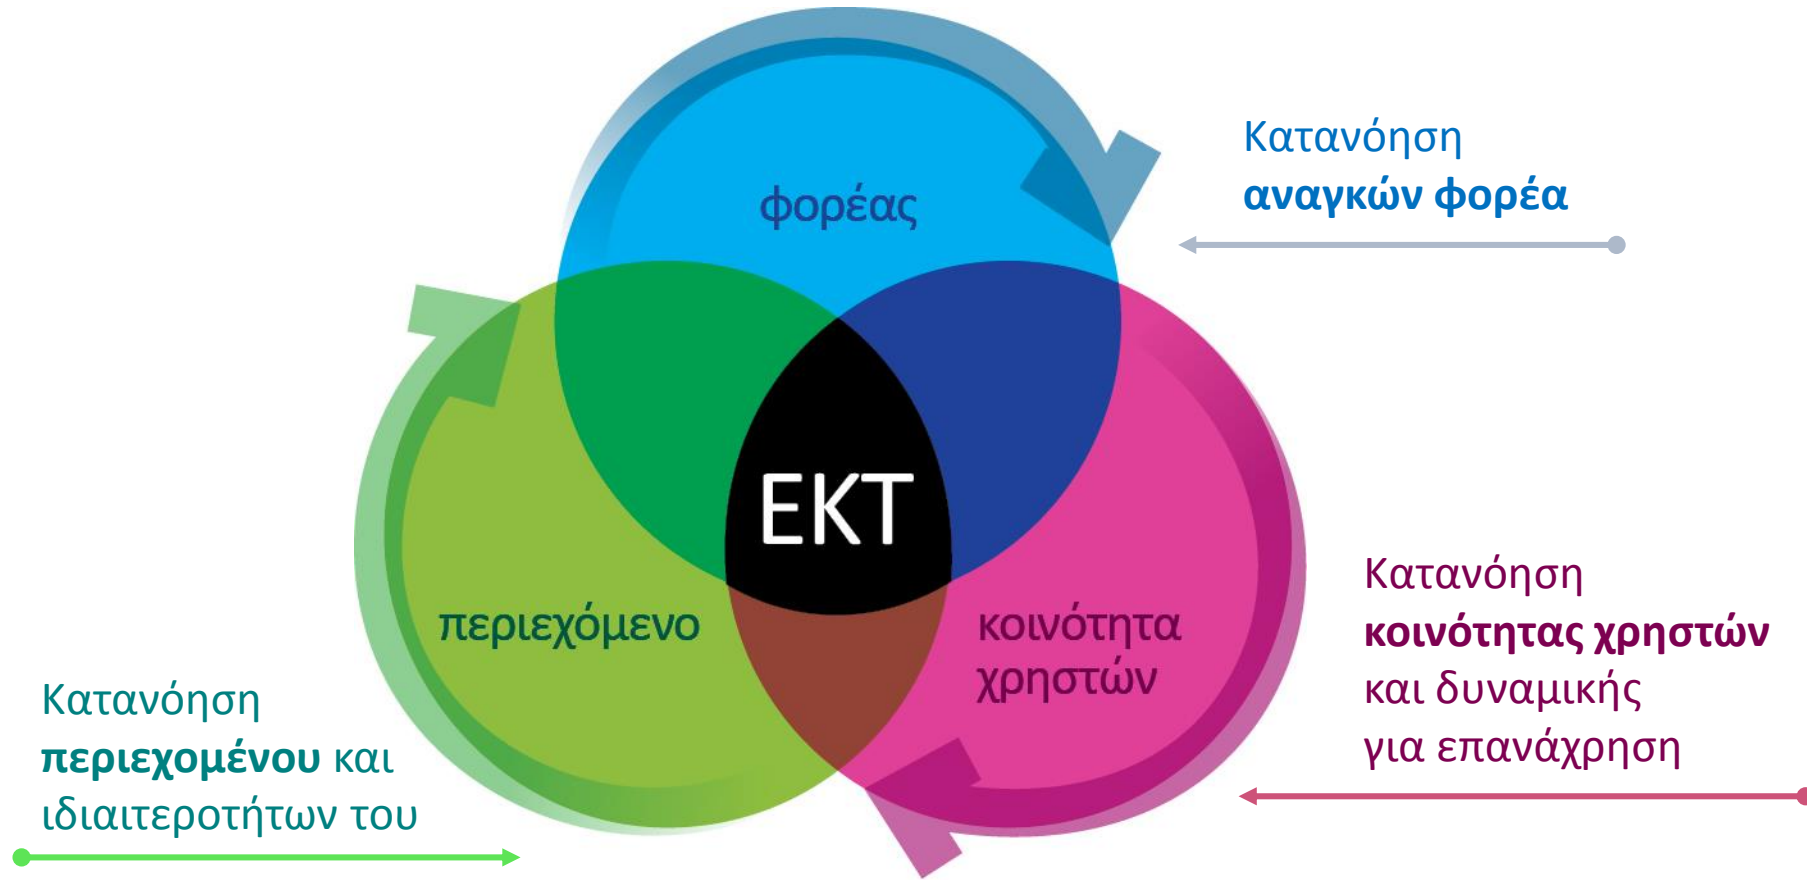 φορέας
Κατανόηση
αναγκών φορέα
ΕΚΤ
περιεχόμενο
κοινότητα
χρηστών
Κατανόηση
κοινότητας χρηστών
και δυναμικής
για επανάχρηση
Κατανόηση
περιεχομένου και
ιδιαιτεροτήτων του